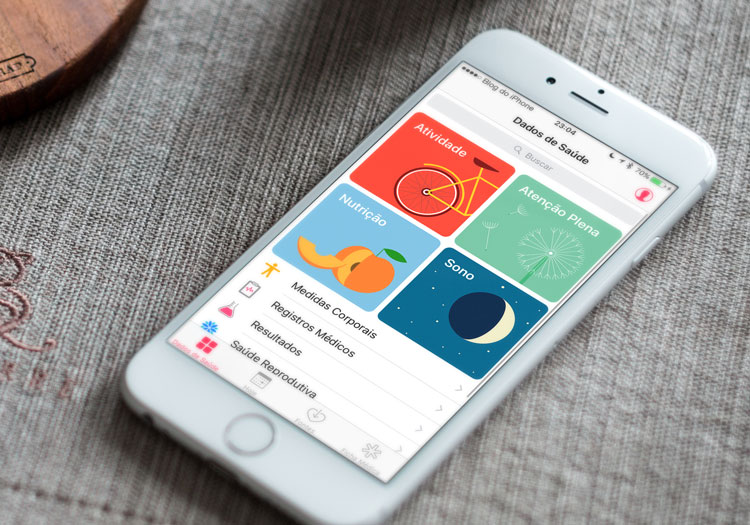 Blog do iPhone
23:04
70%
Dados de Saúde
Buscar
Atividade
Atenção Plena
Nutrição
Sono
Medidas Corporais
Registros Médicos
Resultados
Saúde Reprodutiva
Dados de Saúde
Hoje
Fontes
Ficha Médica